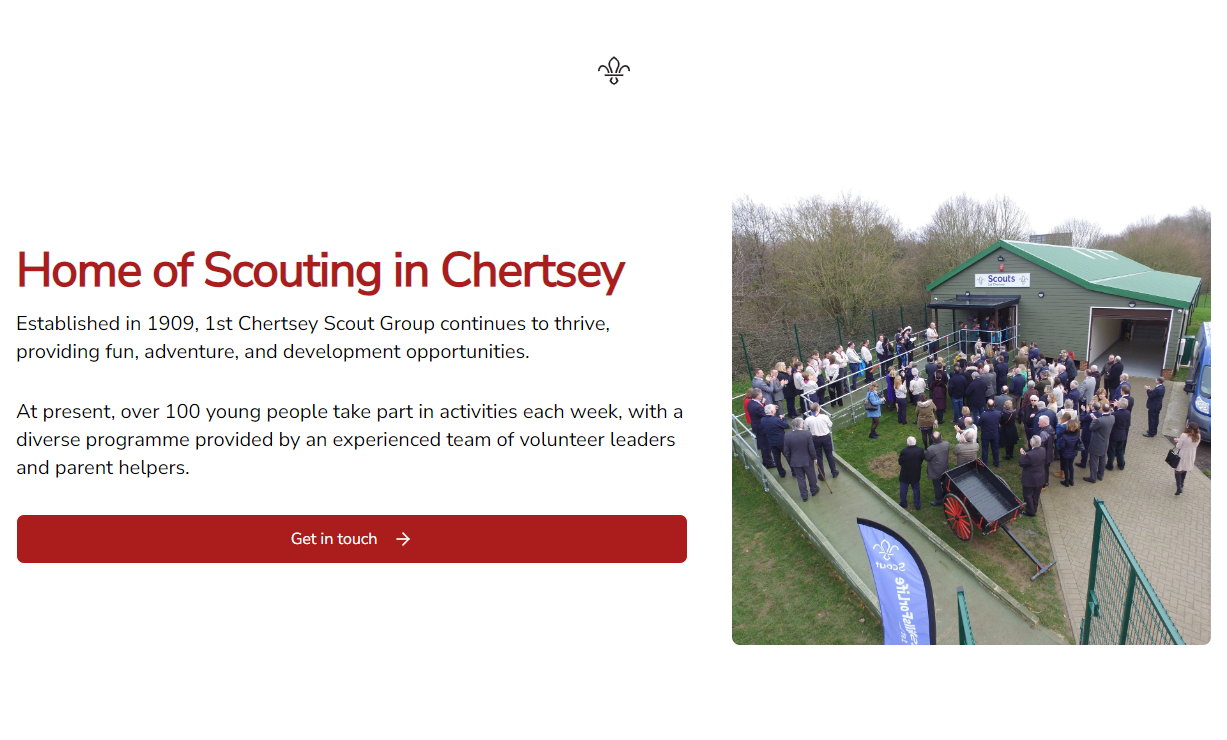 Home of Scouting in Chertsey
Established in 1909, 1st Chertsey Scout Group continues to thrive,
providing fun, adventure, and development opportunities.
At present, over 100 young people take part in activities each week, with a
diverse programme provided by an experienced team of volunteer leaders
and parent helpers.
Get in touch
Scouts